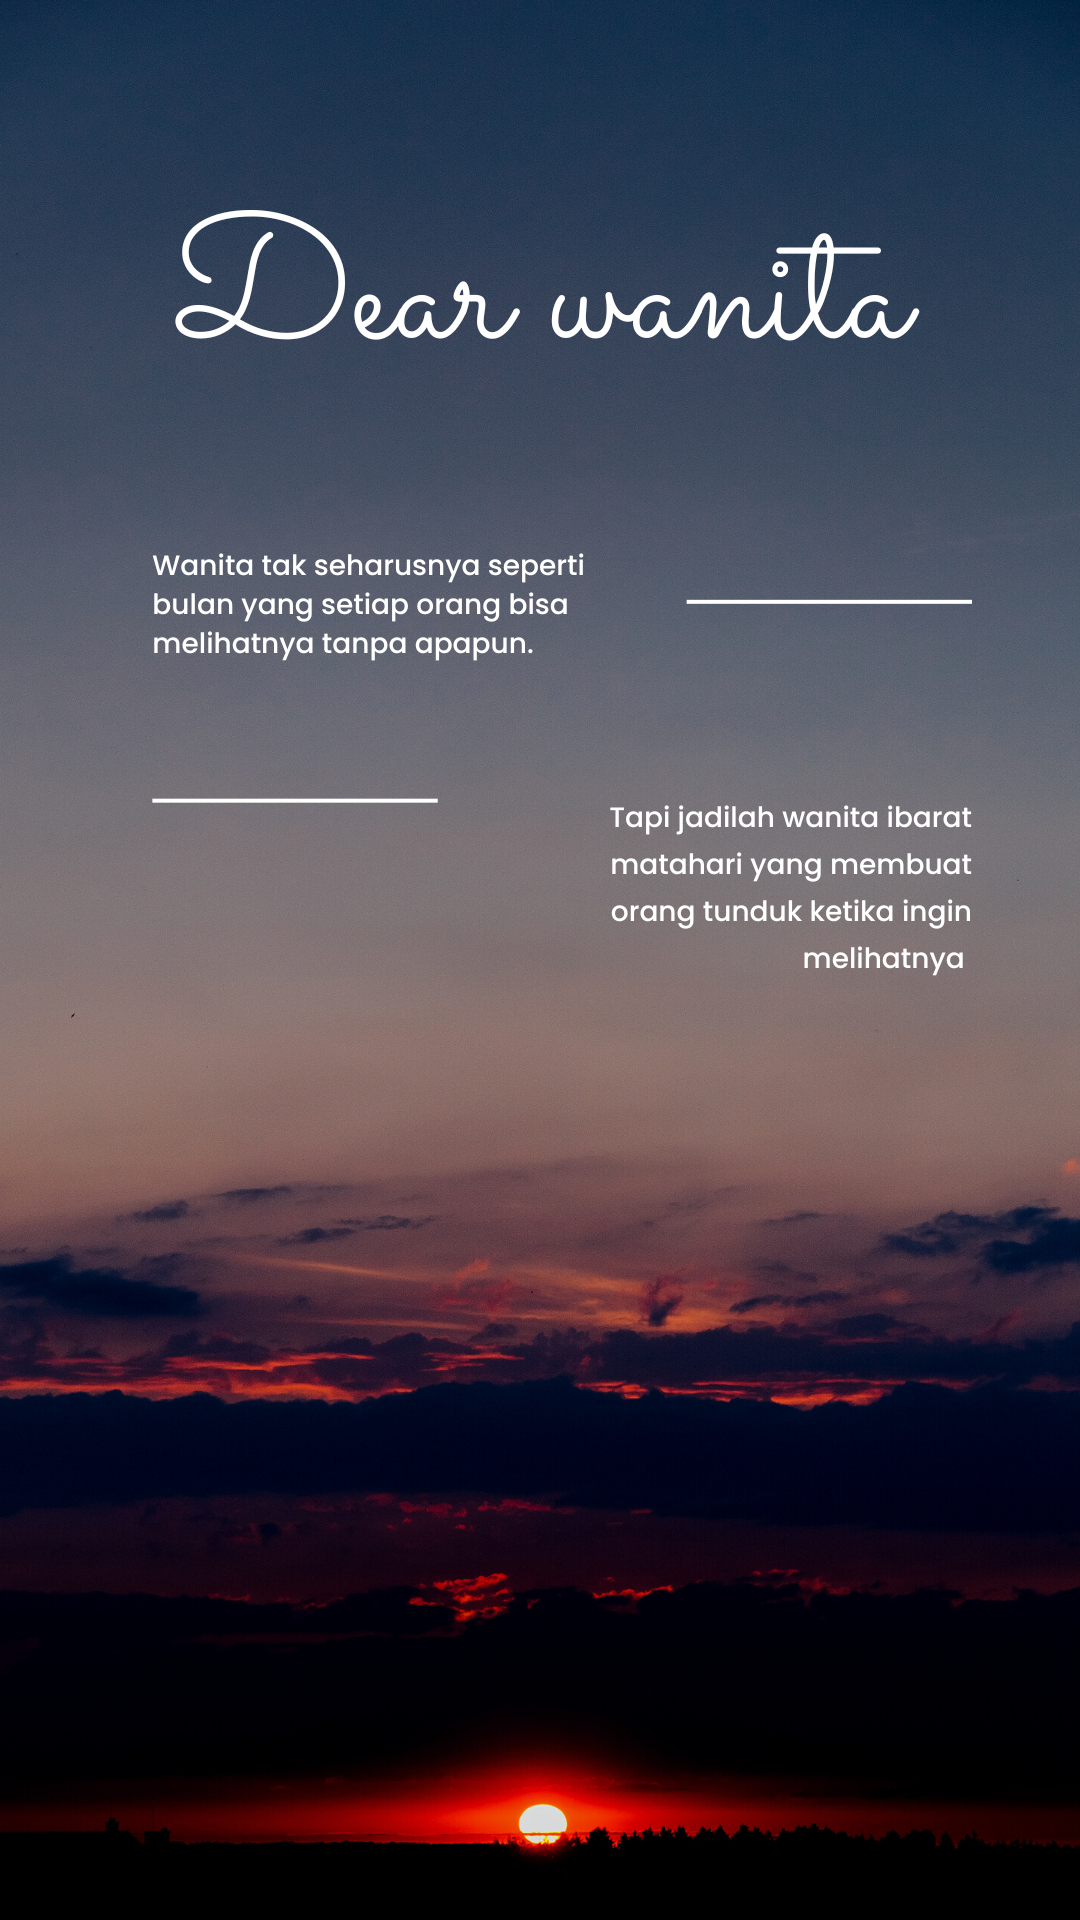 Dear wanita
Wanita tak seharusnya seperti
bulan yang setiap orang bisa
melihatnya tanpa apapun.
Tapi jadilah wanita ibarat
matahari yang membuat
orang tunduk ketika ingin
melihatnya